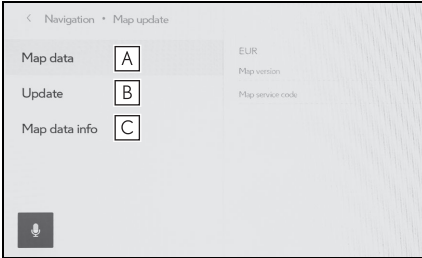 < Navigation • Map update
Map data A
Update B
Map data info C
EUR
Map version
Map service code